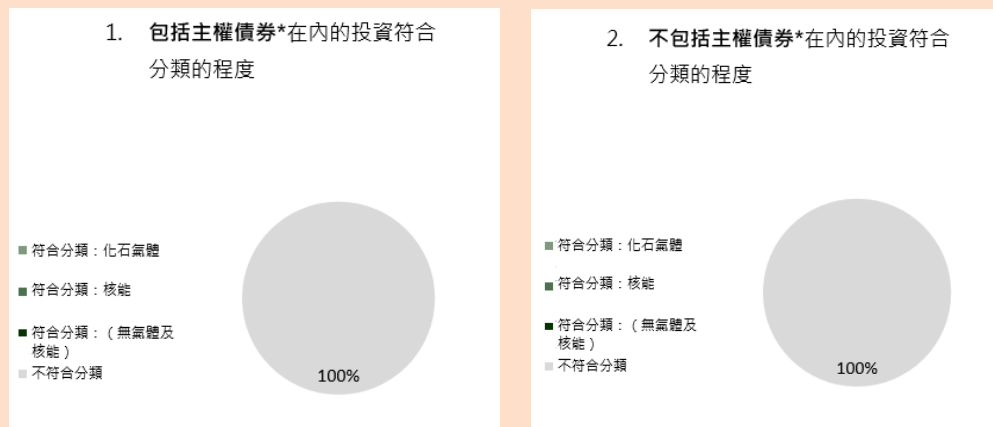 1. 包括主權債券*在內的投資符合
分類的程度
符合分類：化石氣體
符合分類：核能
符合分類：（無氣體及
核能）
不符合分類
100%
2. 不包括主權債券*在內的投資符合
分類的程度
符合分類：化石氣體
符合分類：核能
符合分類：（無氣體及
核能）
不符合分類
100%